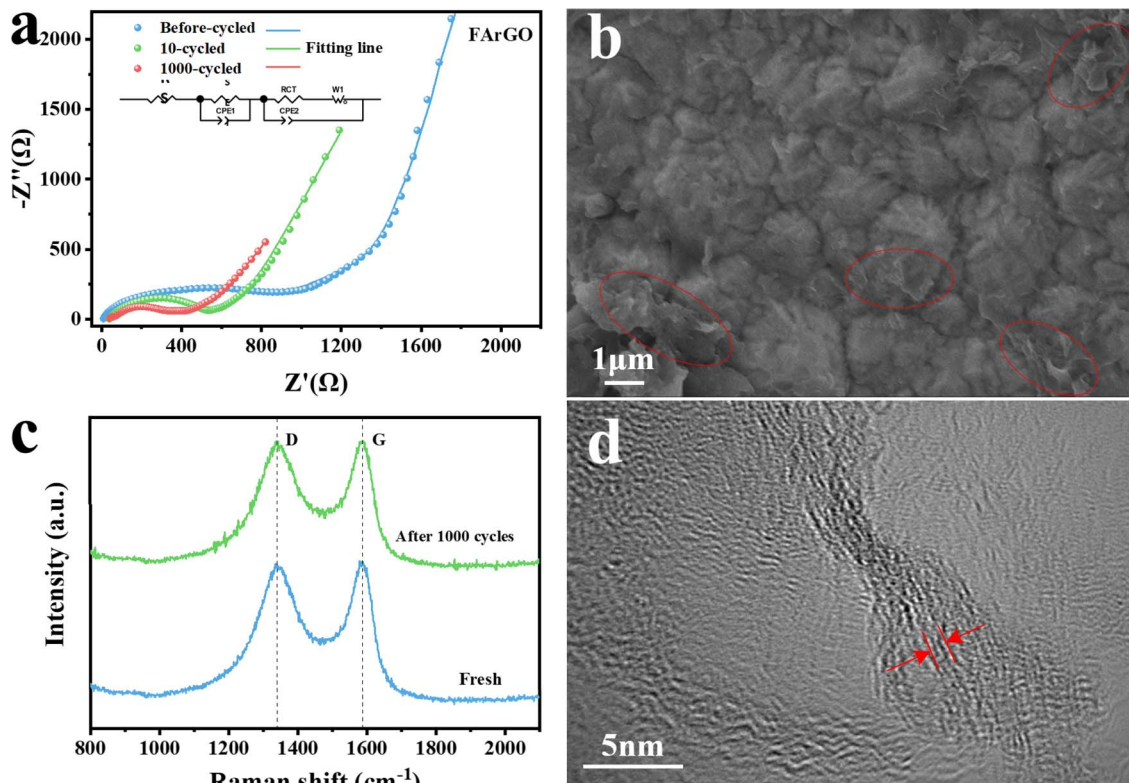 a
Before-cycled
10-cycled
1000-cycled
Fitting line
FArGO
S
S
E
CPE1
RCT
CPE2
W1
-Z''(Ω)
2000
1500
1000
500
0
0 400 800 1200 1600 2000
Z'(Ω)
b
1μm
c
D
G
After 1000 cycles
Fresh
Intensity (a.u.)
800 1000 1200 1400 1600 1800 2000
Raman shift (cm⁻¹)
d
5nm